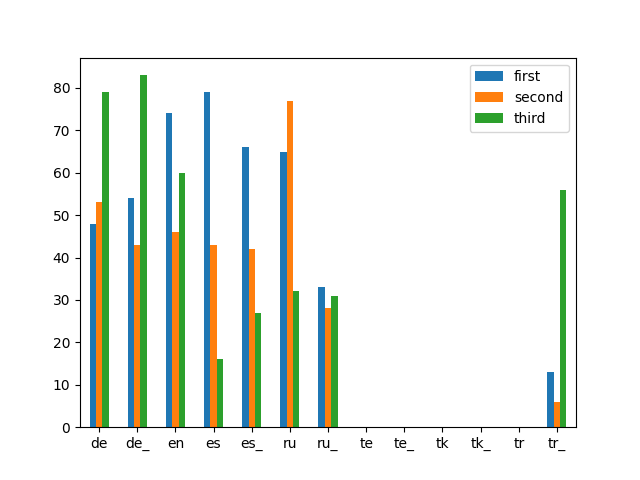 first
second
third
80
70
60
50
40
30
20
10
0
de de_ en es es_ ru ru_ te te_ tk tk_ tr tr_